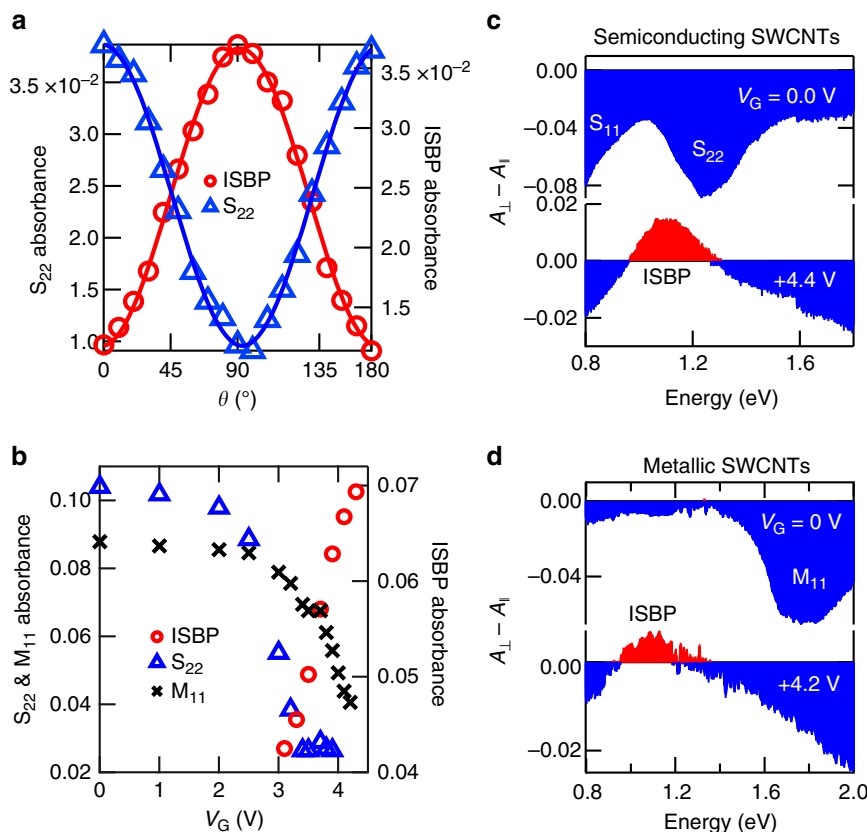 a
3.5 ×10⁻²
3.0
2.5
2.0
1.5
1.0
S₂₂ absorbance
ISBP
S₂₂
3.5 ×10⁻²
3.0
2.5
2.0
1.5
ISBP absorbance
0
45
90
135
180
θ (°)
b
0.10
0.08
0.06
0.04
0.02
S₂₂ & M₁₁ absorbance
ISBP
S₂₂
M₁₁
0.07
0.06
0.05
0.04
ISBP absorbance
0
1
2
3
4
V_G (V)
c
Semiconducting SWCNTs
0.00
−0.04
−0.08
V_G = 0.0 V
S₁₁
S₂₂
A⊥ – A∥
0.02
0.00
−0.02
ISBP
+4.4 V
0.8
1.2
1.6
Energy (eV)
d
Metallic SWCNTs
0.00
−0.04
V_G = 0 V
M₁₁
A⊥ – A∥
ISBP
0.00
−0.02
+4.2 V
0.8
1.2
1.6
2.0
Energy (eV)